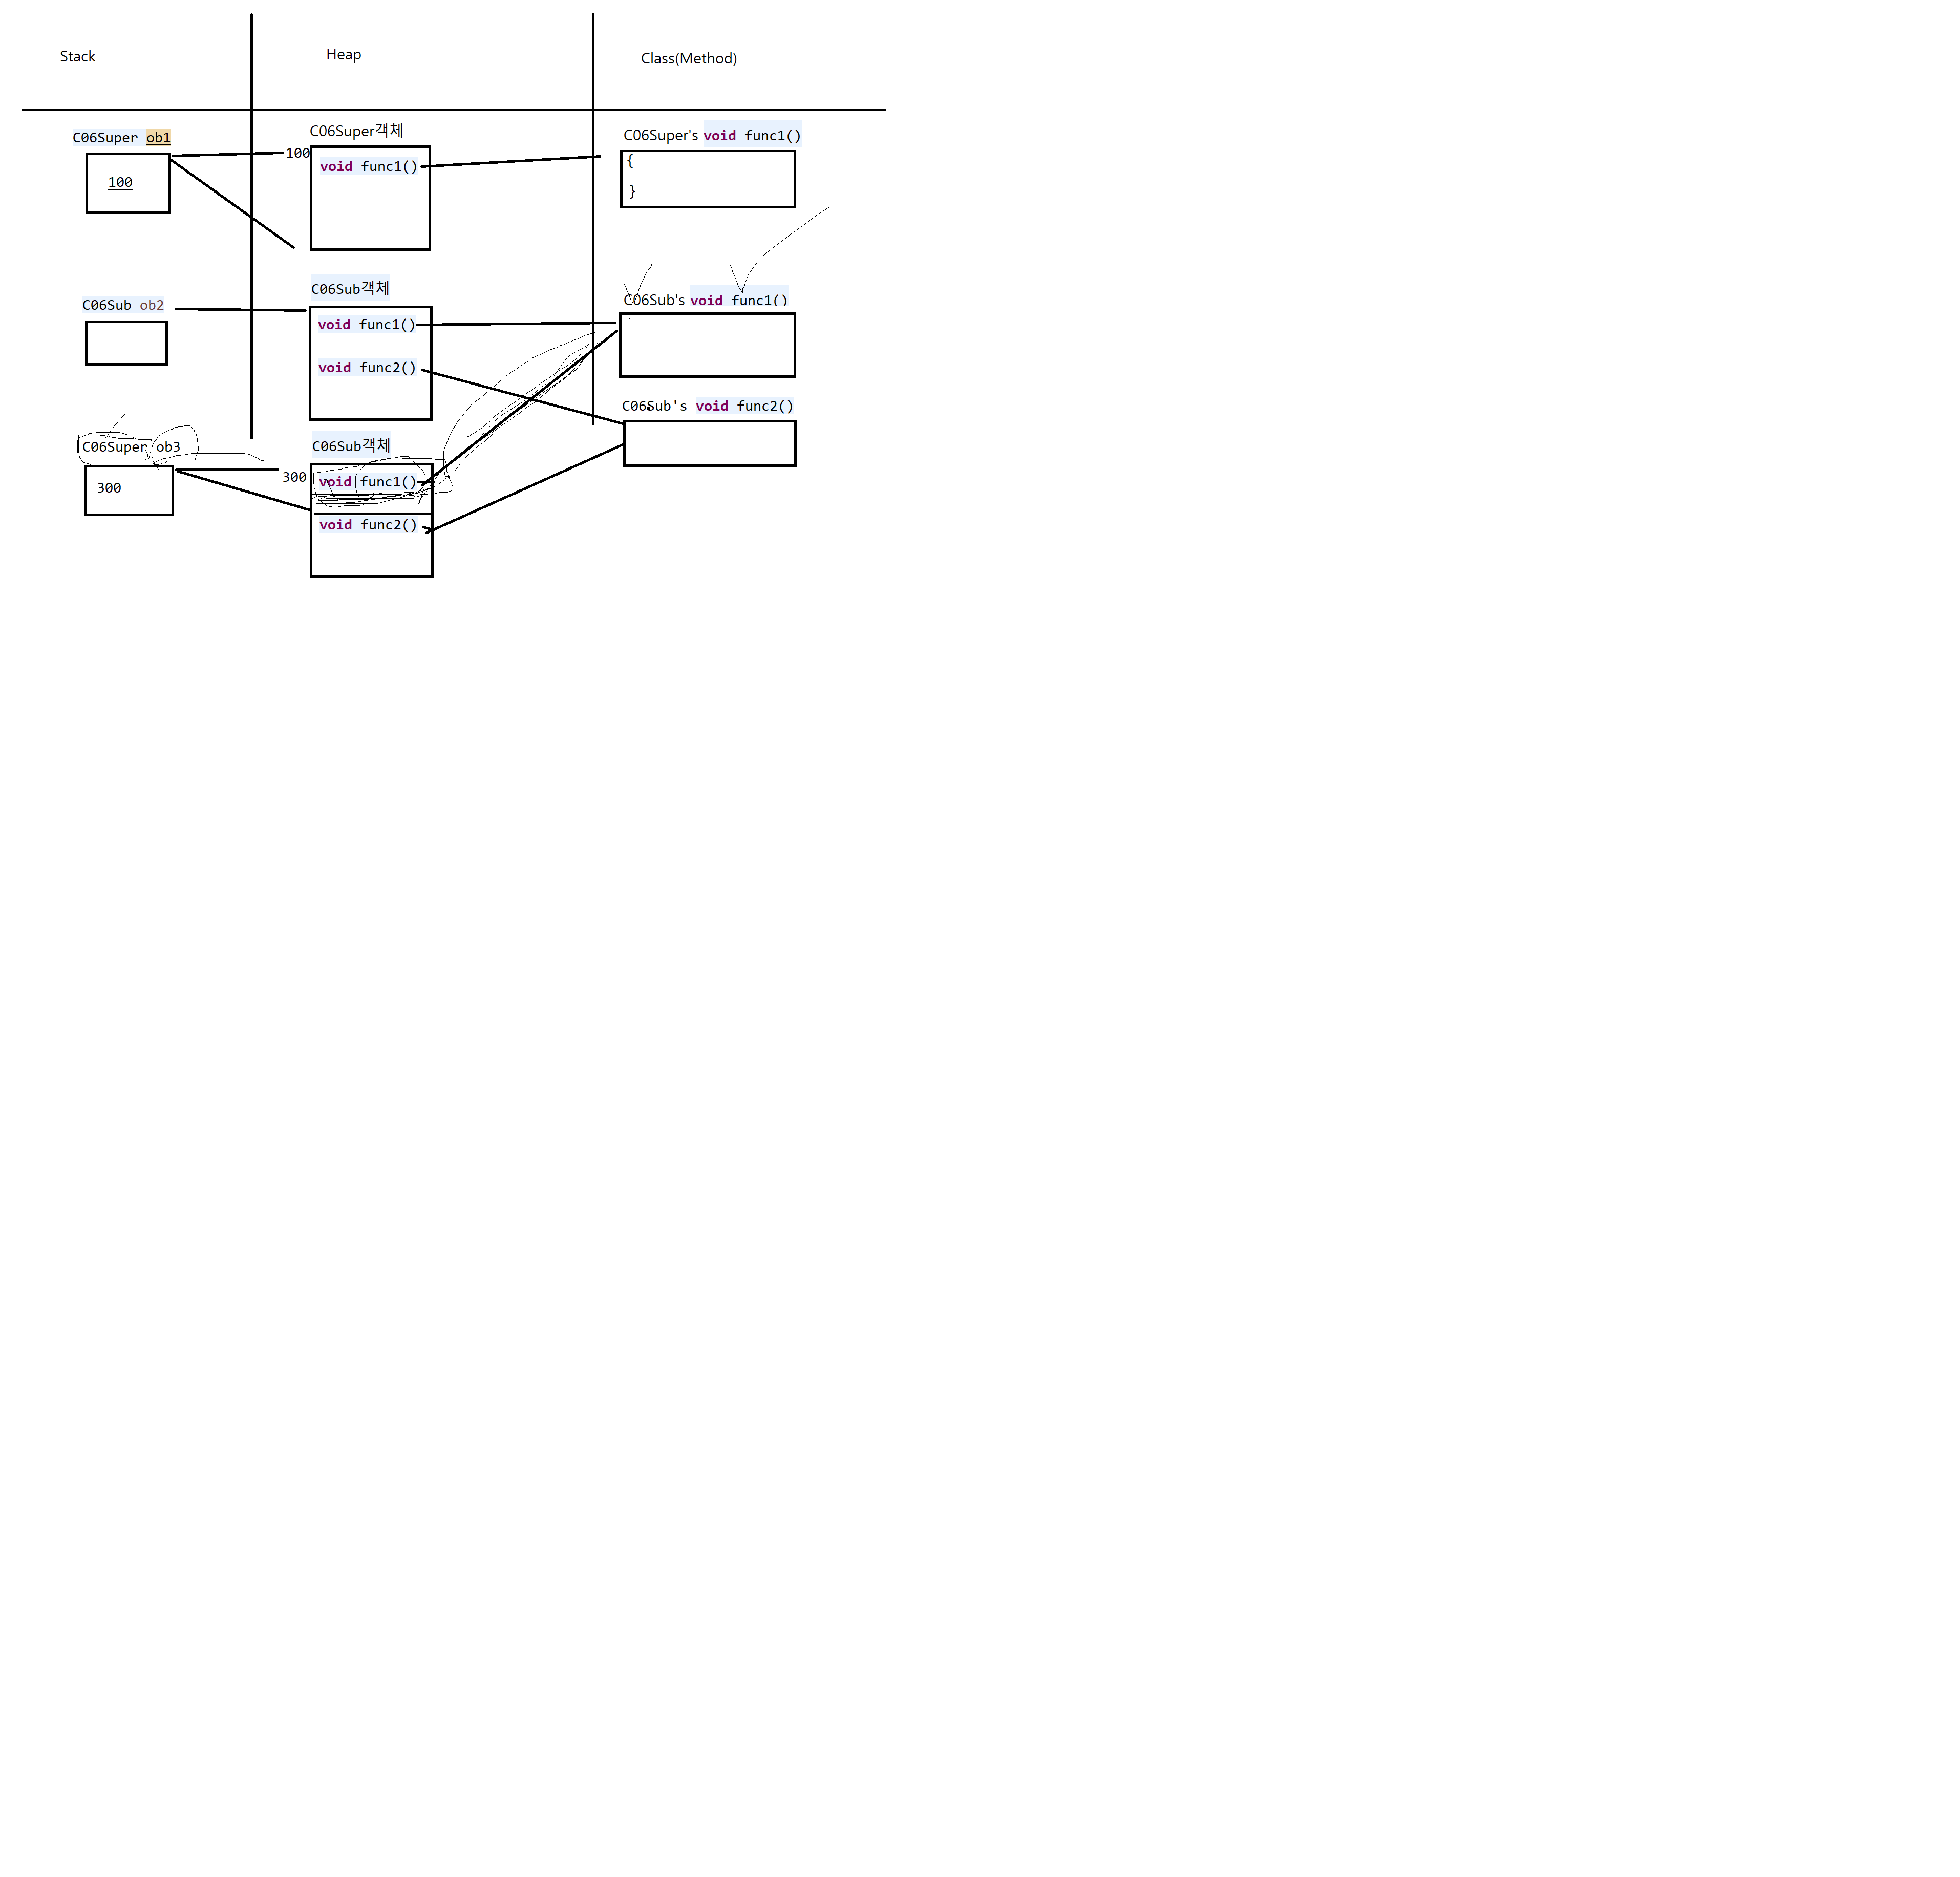 Stack
Heap
Class(Method)
C06Super ob1
100
C06Super객체
100
void func1()
C06Super's void func1()
{
}
C06Sub ob2
C06Sub객체
void func1()
void func2()
C06Sub's void func1()
C06Sub's void func2()
C06Super ob3
300
C06Sub객체
300
void func1()
void func2()